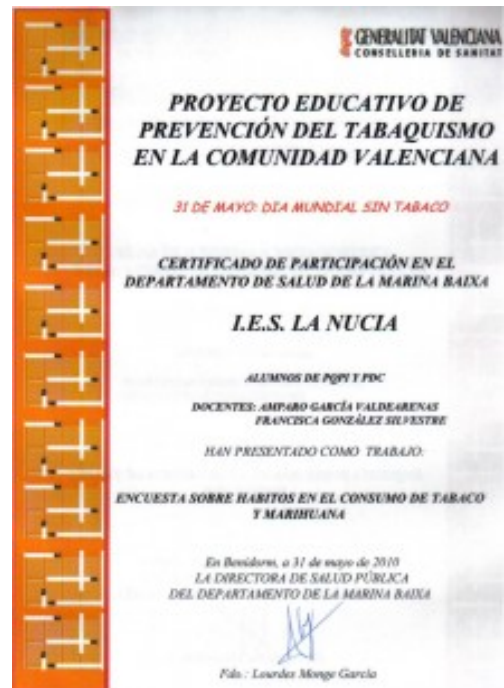 GENERALITAT VALENCIANA
CONSELLERIA DE SANITAT
PROYECTO EDUCATIVO DE
PREVENCIÓN DEL TABAQUISMO
EN LA COMUNIDAD VALENCIANA
31 DE MAYO: DIA MUNDIAL SIN TABACO
CERTIFICADO DE PARTICIPACIÓN EN EL
DEPARTAMENTO DE SALUD DE LA MARINA BAIXA
I.E.S. LA NUCIA
ALUMNOS DE PQPI Y PDC
DOCENTES: AMPARO GARCÍA VALDEARENAS
FRANCISCA GONZÁLEZ SILVESTRE
HAN PRESENTADO COMO TRABAJO:
ENCUESTA SOBRE HABITOS EN EL CONSUMO DE TABACO
Y MARIHUANA
En Benidorm, a 31 de mayo de 2010
LA DIRECTORA DE SALUD PÚBLICA
DEL DEPARTAMENTO DE LA MARINA BAIXA
Fdo.: Lourdes Monge García